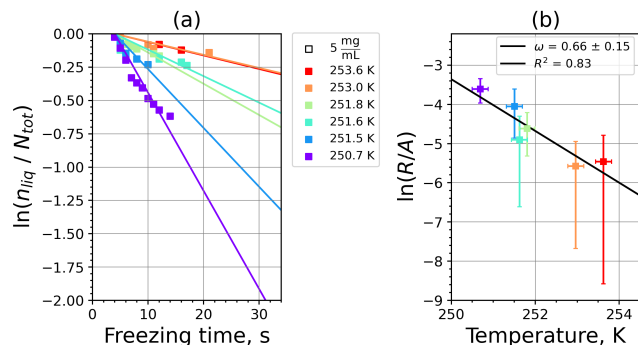 (a)
ln(n_liq / N_tot)
0.00
−0.25
−0.50
−0.75
−1.00
−1.25
−1.50
−1.75
−2.00
0
10
20
30
Freezing time, s
5 mg/mL
253.6 K
253.0 K
251.8 K
251.6 K
251.5 K
250.7 K
(b)
ω = 0.66 ± 0.15
R² = 0.83
ln(R/A)
−3
−4
−5
−6
−7
−8
−9
250
252
254
Temperature, K